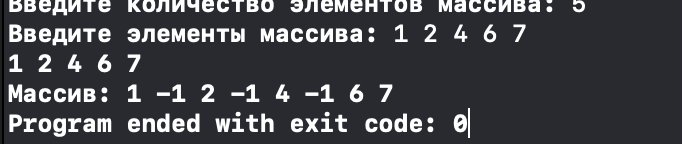 Введите количество элементов массива: 5
Введите элементы массива: 1 2 4 6 7
1 2 4 6 7
Массив: 1 -1 2 -1 4 -1 6 7
Program ended with exit code: 0